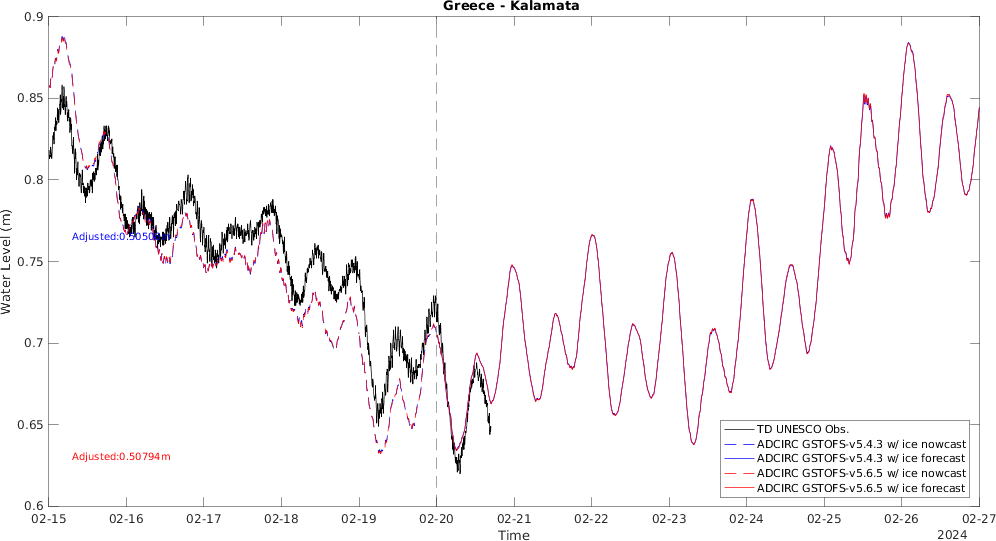 Greece - Kalamata
Water Level (m)
0.9
0.85
0.8
0.75
0.7
0.65
0.6
Adjusted:0.50794m
TD UNESCO Obs.
ADCIRC GSTOFS-v5.4.3 w/ ice nowcast
ADCIRC GSTOFS-v5.4.3 w/ ice forecast
ADCIRC GSTOFS-v5.6.5 w/ ice nowcast
ADCIRC GSTOFS-v5.6.5 w/ ice forecast
02-15 02-16 02-17 02-18 02-19 02-20 02-21 02-22 02-23 02-24 02-25 02-26 02-27
Time
2024